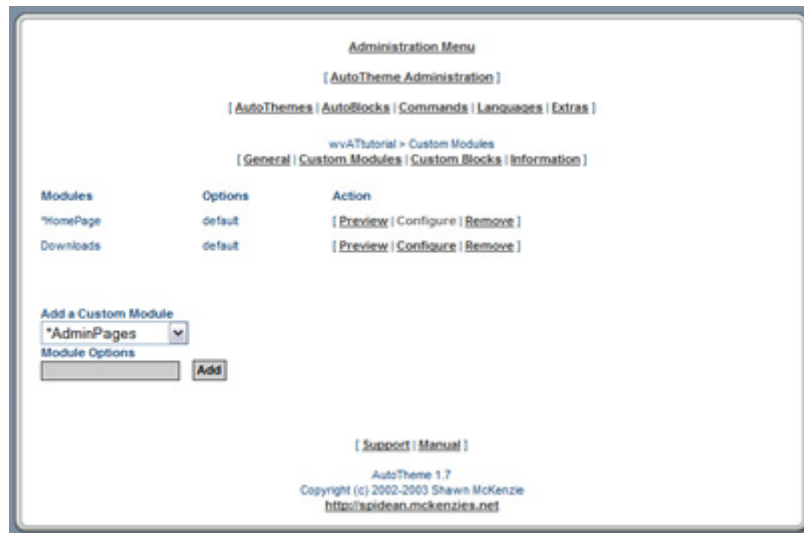 Administration Menu
[ AutoTheme Administration ]
[ AutoThemes | AutoBlocks | Commands | Languages | Extras ]
wvATtutorial > Custom Modules
[ General | Custom Modules | Custom Blocks | Information ]
Modules Options Action
*HomePage default [ Preview | Configure | Remove ]
Downloads default [ Preview | Configure | Remove ]
Add a Custom Module
*AdminPages
Module Options
Add
[ Support | Manual ]
AutoTheme 1.7
Copyright (c) 2002-2003 Shawn McKenzie
http://spidean.mckenzies.net